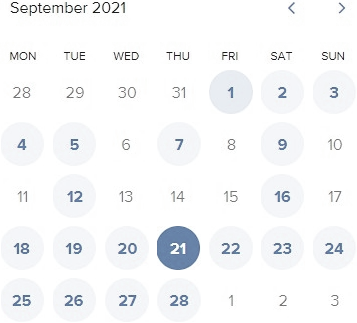 September 2021
MON TUE WED THU FRI SAT SUN
28 29 30 31 1 2 3
4 5 6 7 8 9 10
11 12 13 14 15 16 17
18 19 20 21 22 23 24
25 26 27 28 1 2 3